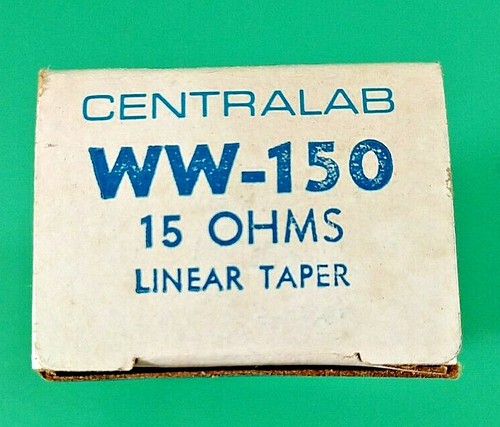 CENTRALAB
WW-150
15 OHMS
LINEAR TAPER